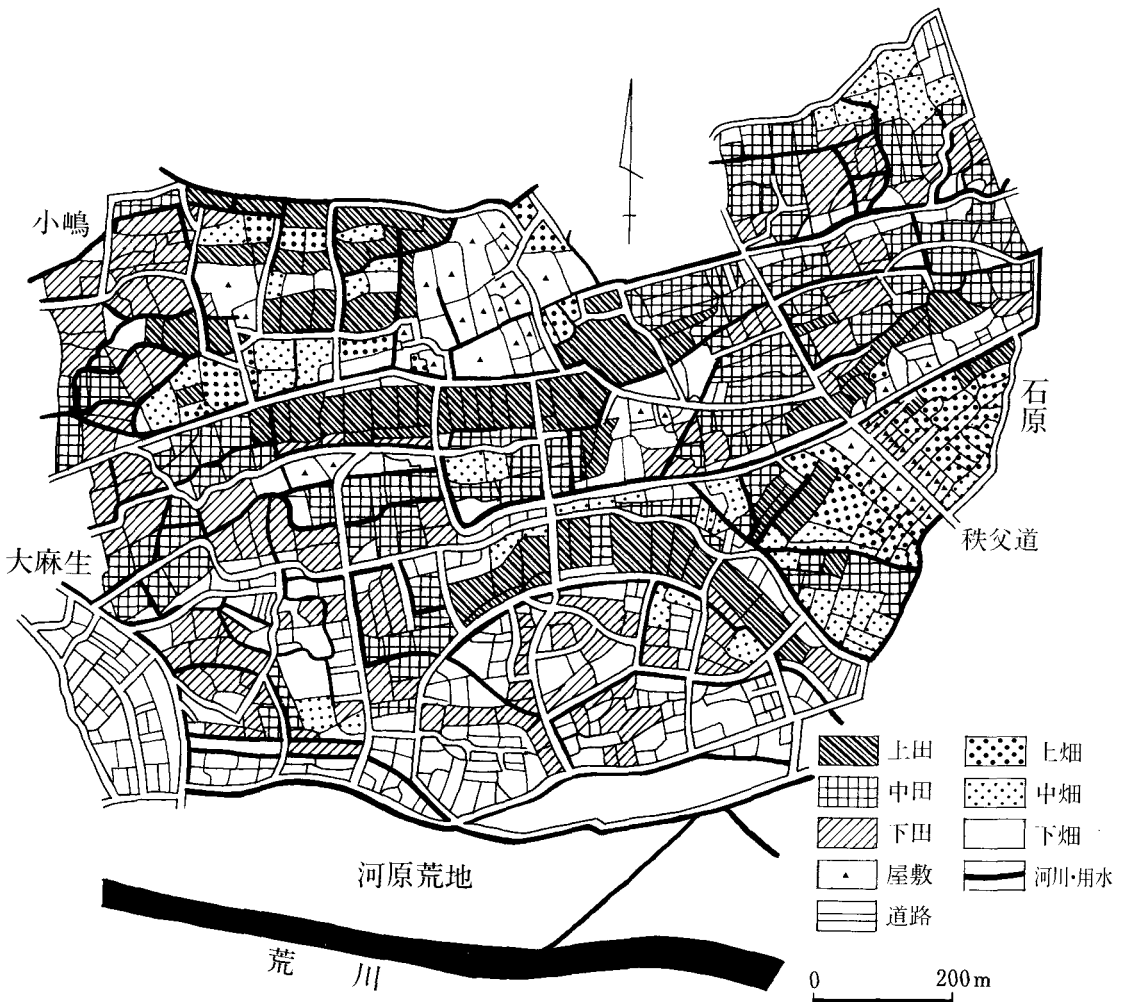 小嶋
石原
秩父道
大麻生
上田
上畑
中田
中畑
下田
下畑
屋敷
河川・用水
道路
河原荒地
荒川
0 200m